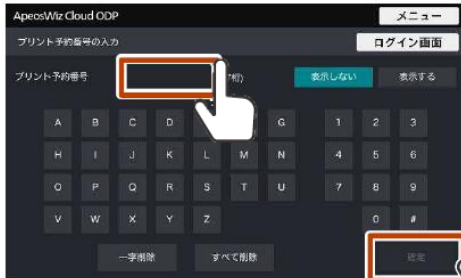 ApeosWiz Cloud ODP メニュー
プリント予約番号の入力 ログイン画面
プリント予約番号 桁) 表示しない 表示する
A B C D G 1 2 3
H I J K L M N 4 5 6
O P Q R S T U 7 8 9
V W X Y Z 0 #
一字削除 すべて削除 確定